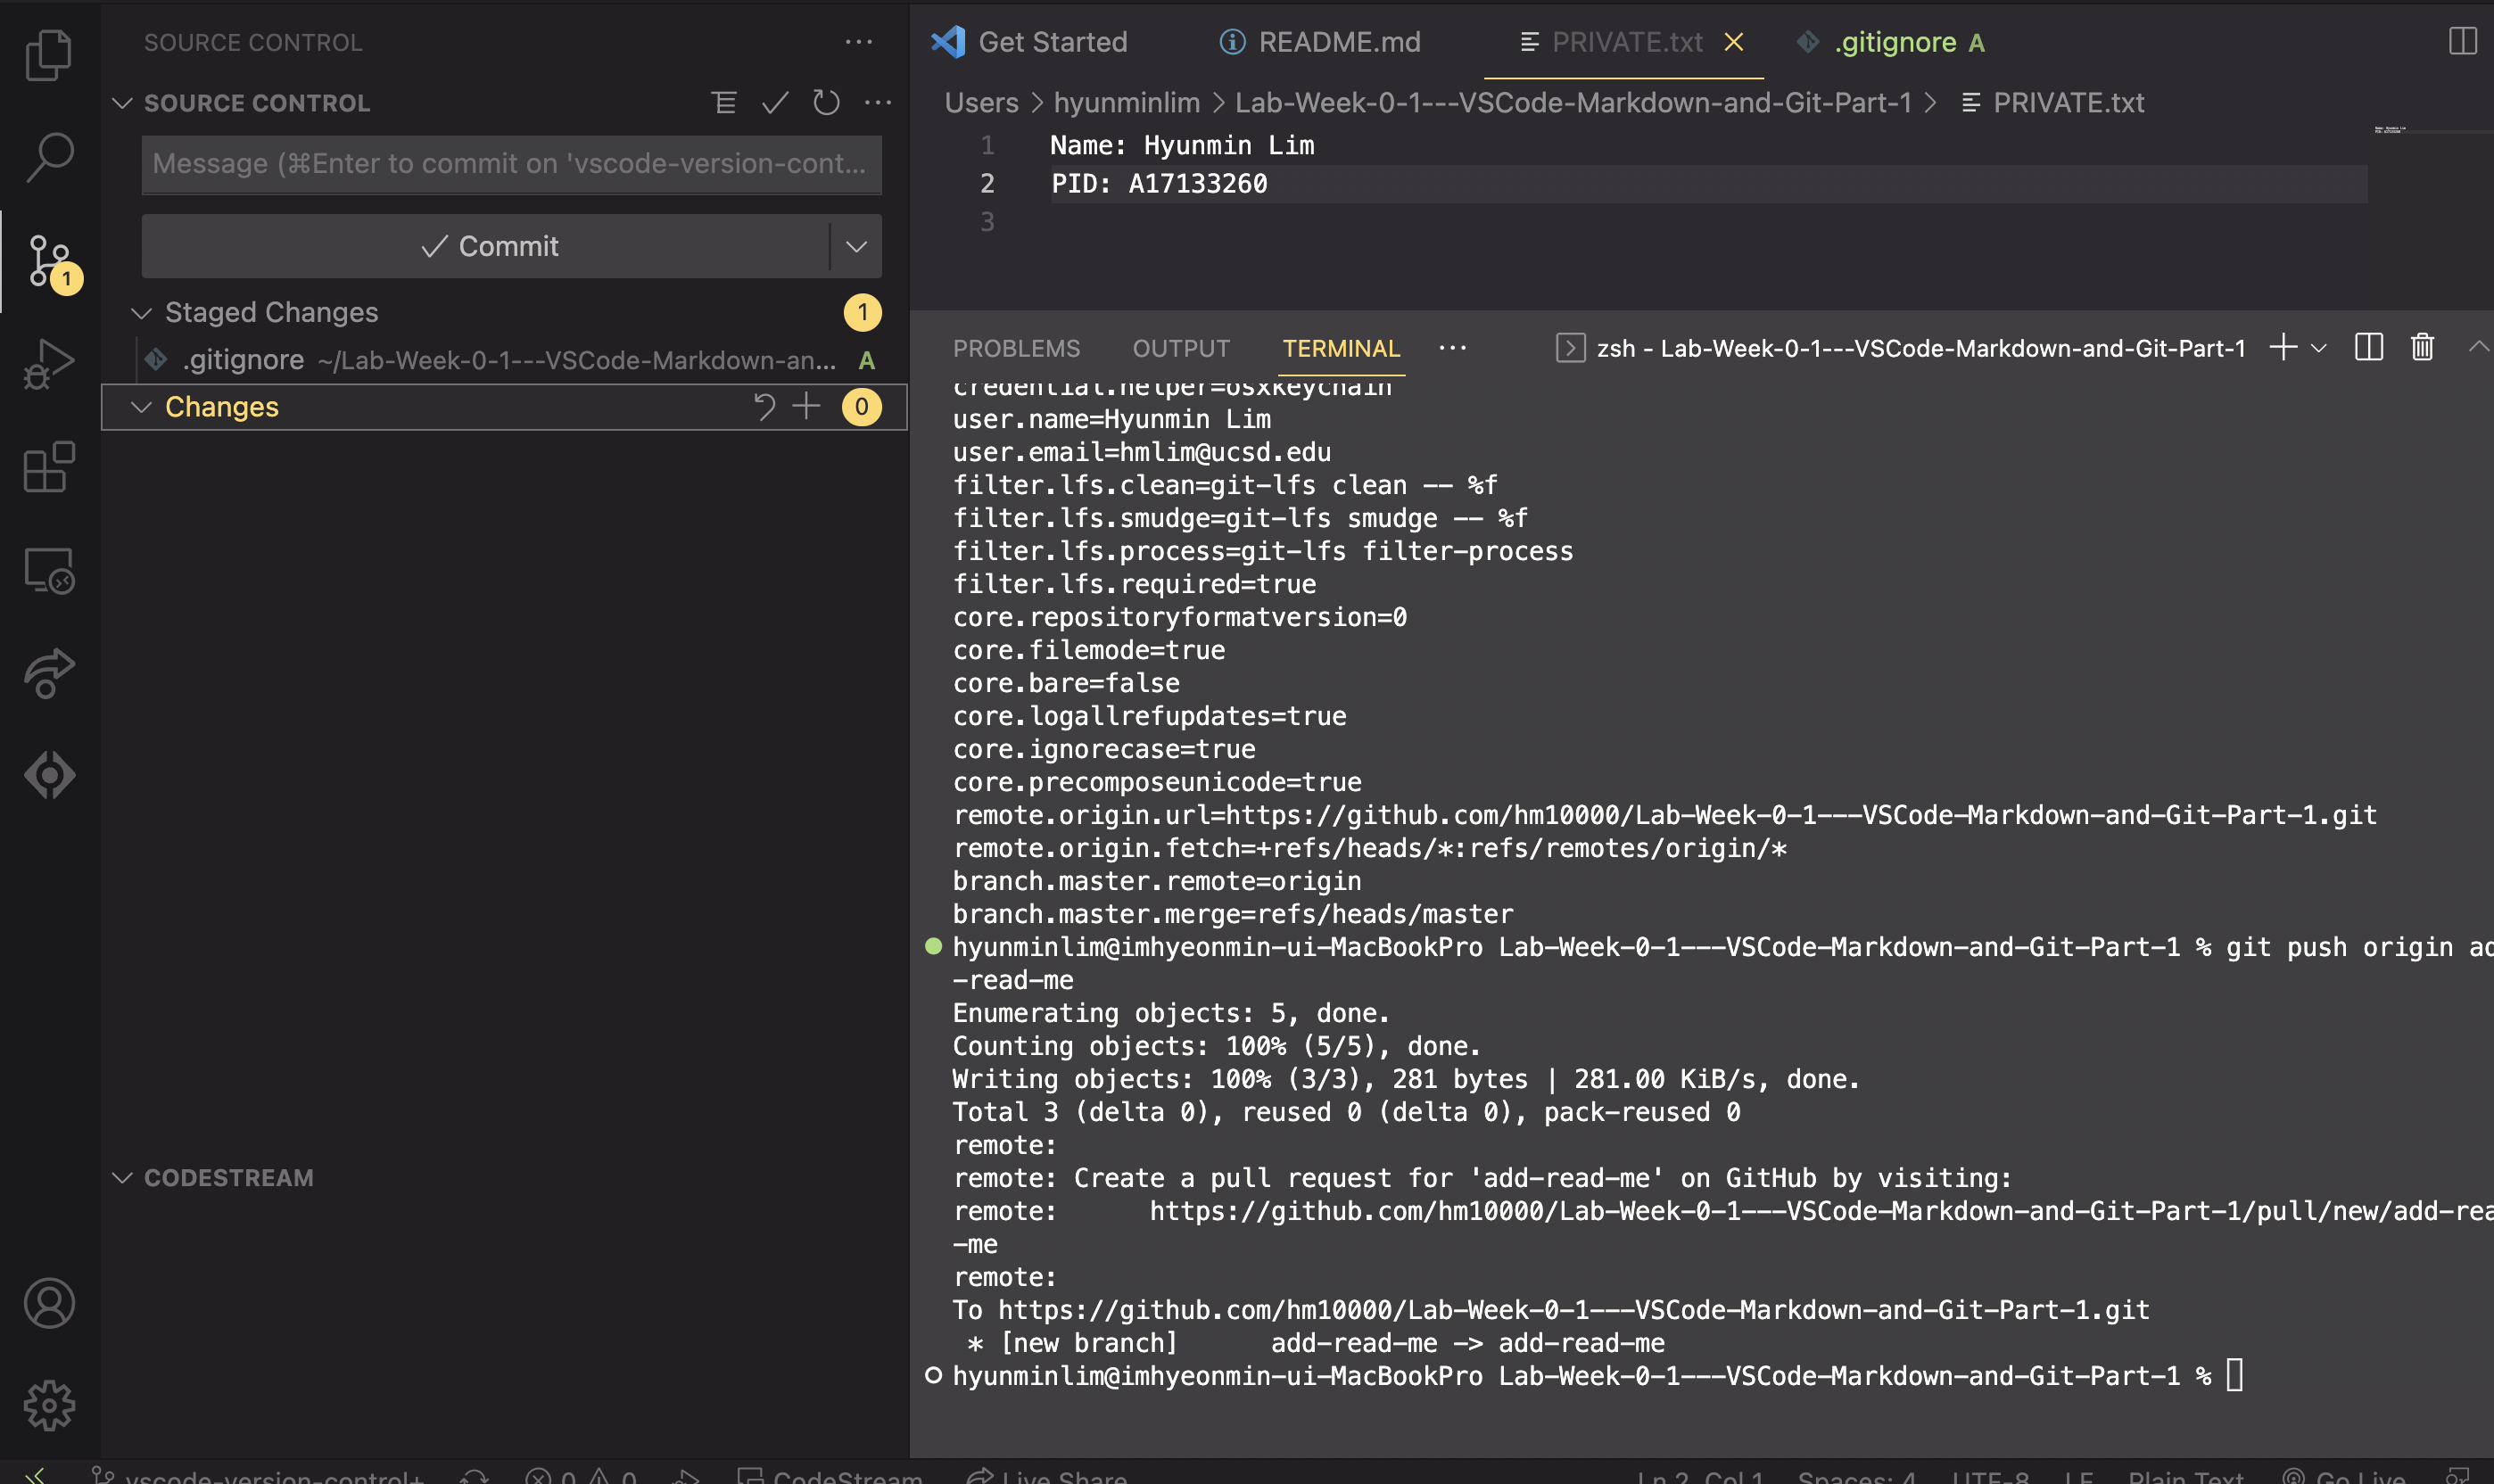 SOURCE CONTROL
SOURCE CONTROL
Message (⌘Enter to commit on 'vscode-version-cont...
Commit
Staged Changes 1
.gitignore ~/Lab-Week-0-1---VSCode-Markdown-an... A
Changes 0
1
CODESTREAM
Get Started README.md PRIVATE.txt .gitignore A
Users > hyunminlim > Lab-Week-0-1---VSCode-Markdown-and-Git-Part-1 > PRIVATE.txt
1 Name: Hyunmin Lim
2 PID: A17133260
3
PROBLEMS OUTPUT TERMINAL ... zsh - Lab-Week-0-1---VSCode-Markdown-and-Git-Part-1
credential.helper=osxkeychain
user.name=Hyunmin Lim
user.email=hmlim@ucsd.edu
filter.lfs.clean=git-lfs clean -- %f
filter.lfs.smudge=git-lfs smudge -- %f
filter.lfs.process=git-lfs filter-process
filter.lfs.required=true
core.repositoryformatversion=0
core.filemode=true
core.bare=false
core.logallrefupdates=true
core.ignorecase=true
core.precomposeunicode=true
remote.origin.url=https://github.com/hm10000/Lab-Week-0-1---VSCode-Markdown-and-Git-Part-1.git
remote.origin.fetch=+refs/heads/*:refs/remotes/origin/*
branch.master.remote=origin
branch.master.merge=refs/heads/master
hyunminlim@imhyeonmin-ui-MacBookPro Lab-Week-0-1---VSCode-Markdown-and-Git-Part-1 % git push origin ad
-read-me
Enumerating objects: 5, done.
Counting objects: 100% (5/5), done.
Writing objects: 100% (3/3), 281 bytes | 281.00 KiB/s, done.
Total 3 (delta 0), reused 0 (delta 0), pack-reused 0
remote:
remote: Create a pull request for 'add-read-me' on GitHub by visiting:
remote:      https://github.com/hm10000/Lab-Week-0-1---VSCode-Markdown-and-Git-Part-1/pull/new/add-rea
-me
remote:
To https://github.com/hm10000/Lab-Week-0-1---VSCode-Markdown-and-Git-Part-1.git
 * [new branch]      add-read-me -> add-read-me
hyunminlim@imhyeonmin-ui-MacBookPro Lab-Week-0-1---VSCode-Markdown-and-Git-Part-1 %
vscode-version-control+ 0 0 CodeStream Live Share Ln 2, Col 1 Spaces: 4 UTF-8 LF Plain Text Go Live